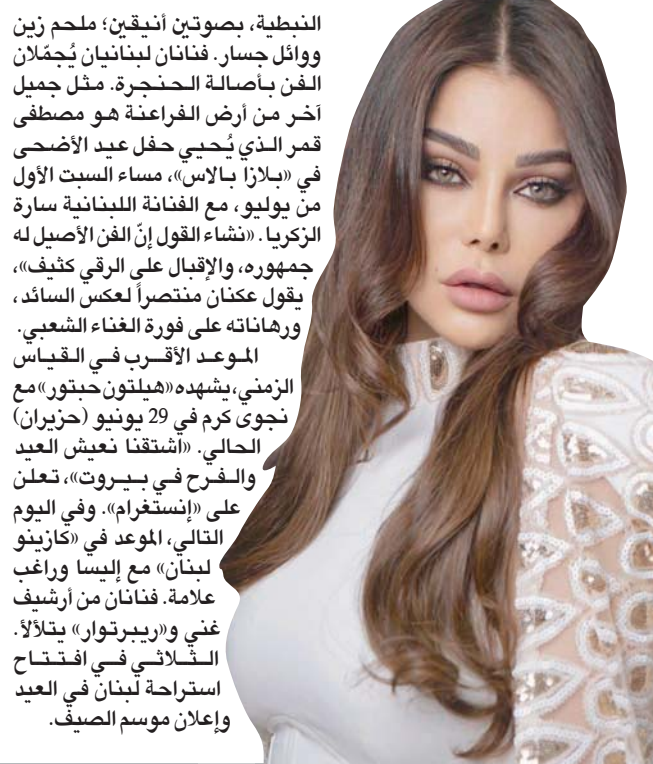 النبطية، بصوتين أنيقين؛ ملحم زين
ووائل جسار. فنانان لبنانيان يُجمّلان
الفن بأصالة الحنجرة. مثل جميل
آخر من أرض الفراعنة هو مصطفى
قمر الذي يُحيي حفل عيد الأضحى
في «بلازا بالاس»، مساء السبت الأول
من يوليو، مع الفنانة اللبنانية سارة
الزكريا. «نشاء القول إنّ الفن الأصيل له
جمهوره، والإقبال على الرقي كثيف»،
يقول عكنان منتصراً لعكس السائد،
ورهاناته على فورة الغناء الشعبي.
الموعد الأقرب في القياس
الزمني، يشهده «هيلتون حبتور» مع
نجوى كرم في 29 يونيو (حزيران)
الحالي. «اشتقنا نعيش العيد
والفرح في بيروت»، تعلن
على «إنستغرام». وفي اليوم
التالي، الموعد في «كازينو
لبنان» مع إليسا وراغب
علامة. فنانان من أرشيف
غني و«ريبرتوار» يتلألأ.
الثلاثي في افتتاح
استراحة لبنان في العيد
وإعلان موسم الصيف.